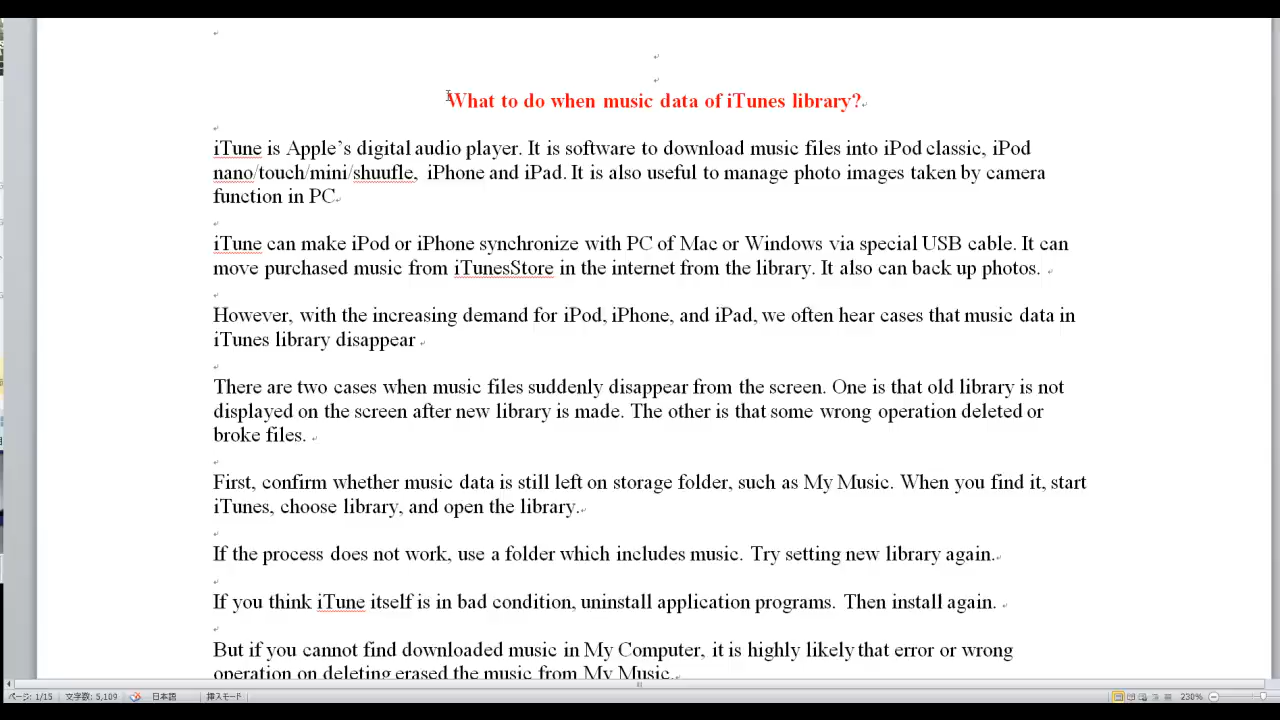 What to do when music data of iTunes library?
iTune is Apple’s digital audio player. It is software to download music files into iPod classic, iPod
nano/touch/mini/shuufle,  iPhone and iPad. It is also useful to manage photo images taken by camera
function in PC
iTune can make iPod or iPhone synchronize with PC of Mac or Windows via special USB cable. It can
move purchased music from iTunesStore in the internet from the library. It also can back up photos.
However, with the increasing demand for iPod, iPhone, and iPad, we often hear cases that music data in
iTunes library disappear
There are two cases when music files suddenly disappear from the screen. One is that old library is not
displayed on the screen after new library is made. The other is that some wrong operation deleted or
broke files.
First, confirm whether music data is still left on storage folder, such as My Music. When you find it, start
iTunes, choose library, and open the library.
If the process does not work, use a folder which includes music. Try setting new library again.
If you think iTune itself is in bad condition, uninstall application programs. Then install again.
But if you cannot find downloaded music in My Computer, it is highly likely that error or wrong
operation on deleting erased the music from My Music.
ページ: 1/15 文字数: 5,109 日本語 挿入モード 230%